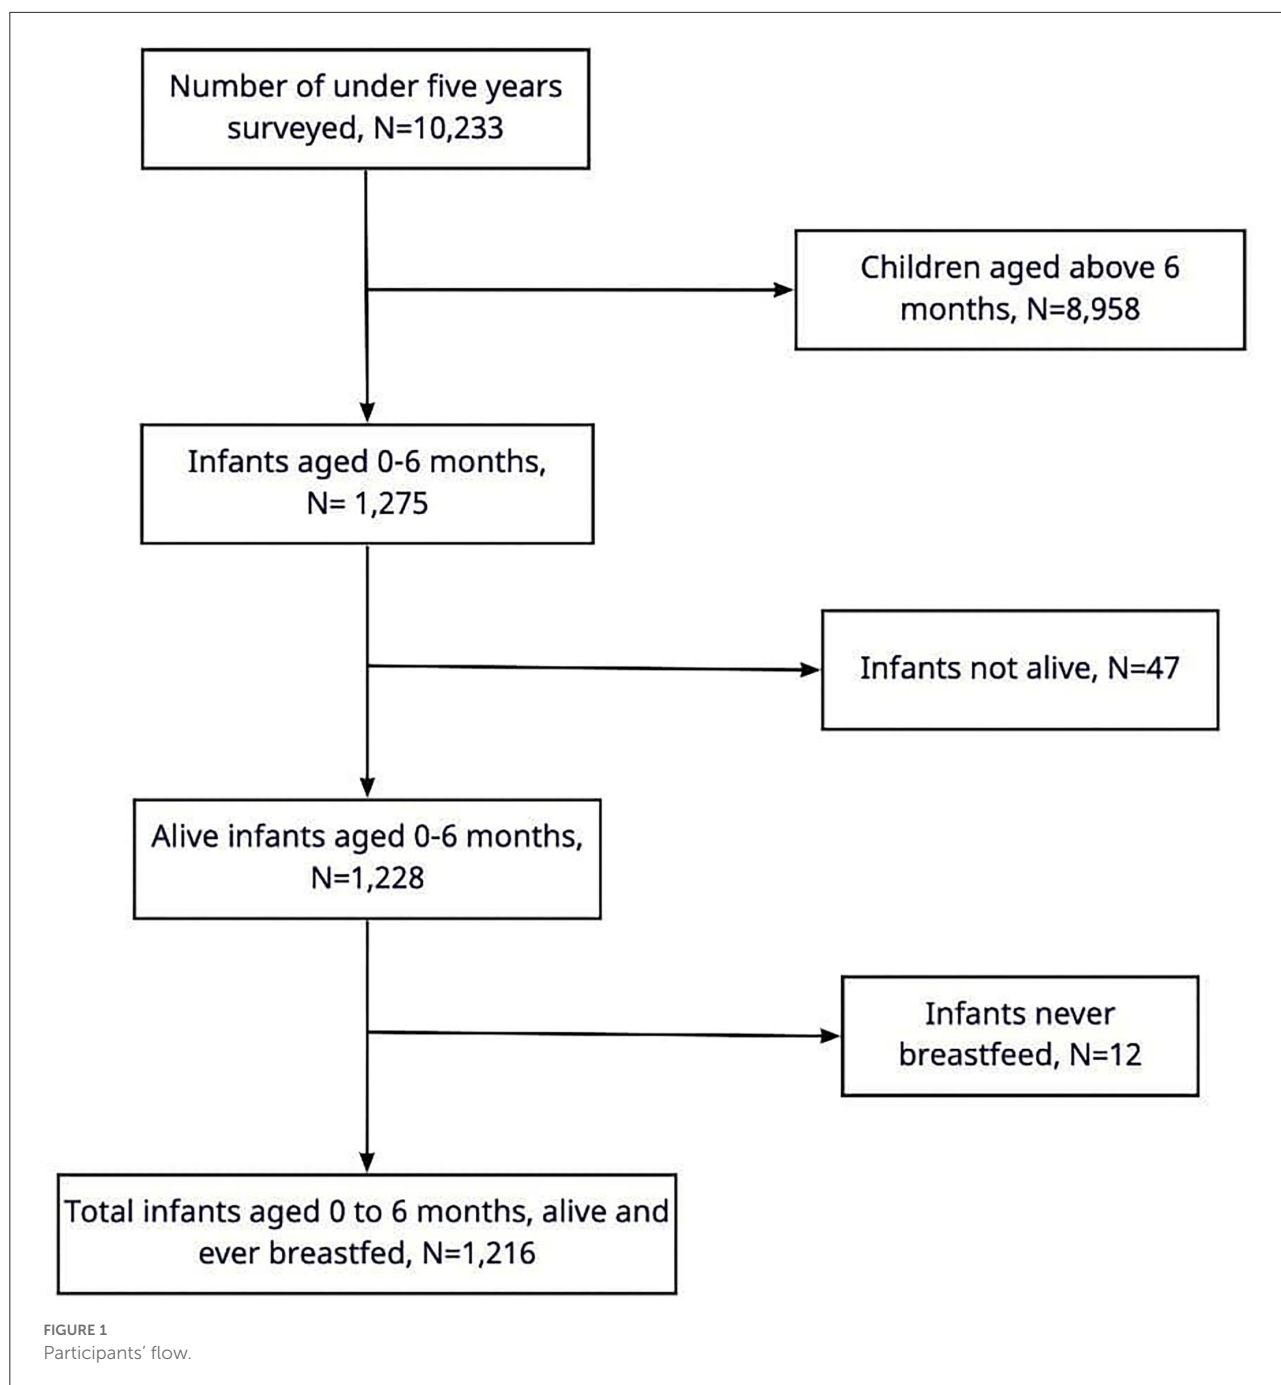 Number of under five years
surveyed, N=10,233
Children aged above 6
months, N=8,958
Infants aged 0-6 months,
N= 1,275
Infants not alive, N=47
Alive infants aged 0-6 months,
N=1,228
Infants never
breastfeed, N=12
Total infants aged 0 to 6 months, alive and
ever breastfed, N=1,216
FIGURE 1
Participants’ flow.